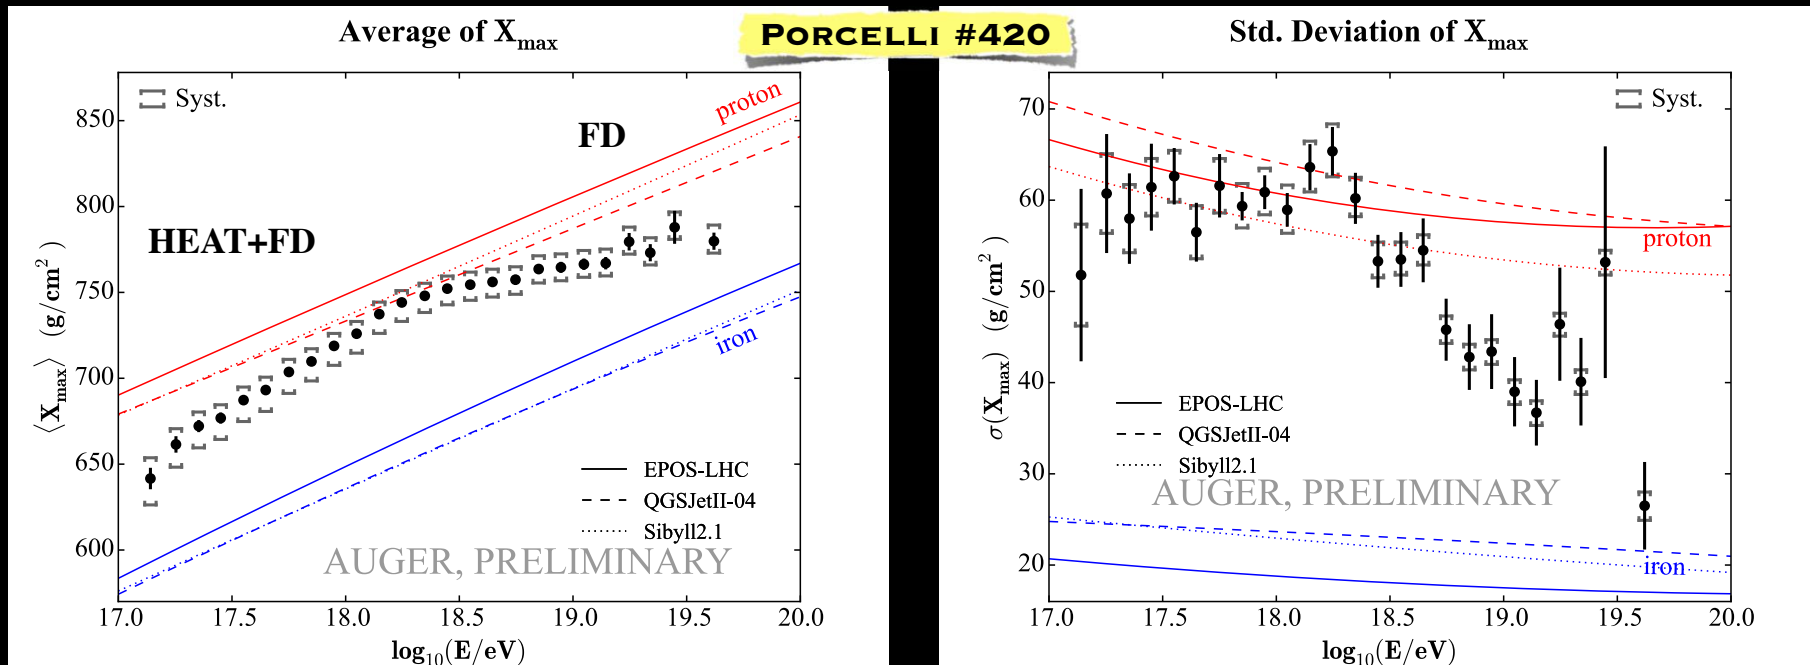 PORCELLI #420
Average of X_max
Syst.
proton
FD
HEAT+FD
iron
EPOS-LHC
QGSJetII-04
Sibyll2.1
AUGER, PRELIMINARY
850
800
750
700
650
600
⟨X_max⟩ (g/cm²)
17.0 17.5 18.0 18.5 19.0 19.5 20.0
log₁₀(E/eV)
Std. Deviation of X_max
Syst.
proton
EPOS-LHC
QGSJetII-04
Sibyll2.1
AUGER, PRELIMINARY
iron
70
60
50
40
30
20
σ(X_max) (g/cm²)
17.0 17.5 18.0 18.5 19.0 19.5 20.0
log₁₀(E/eV)